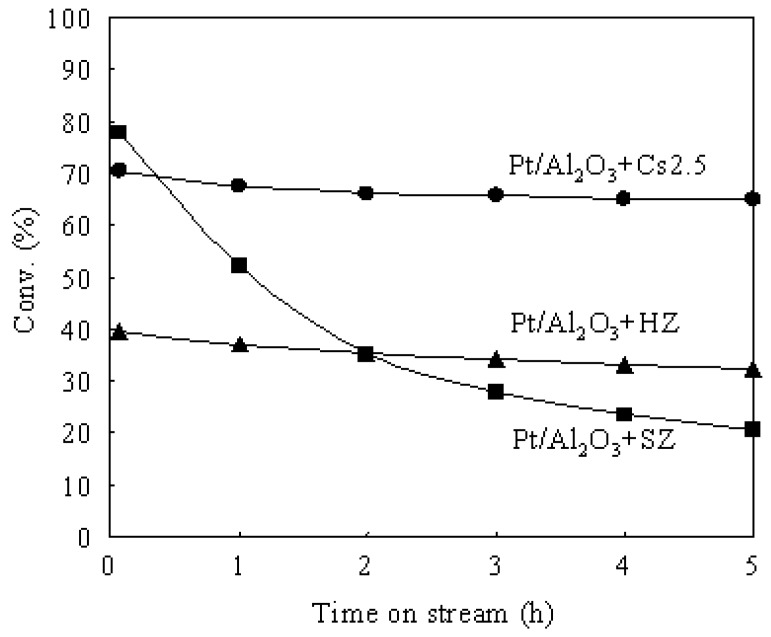 100
90
80
70
60
50
40
30
20
10
0
Conv. (%)
Pt/Al₂O₃+Cs2.5
Pt/Al₂O₃+HZ
Pt/Al₂O₃+SZ
0 1 2 3 4 5
Time on stream (h)